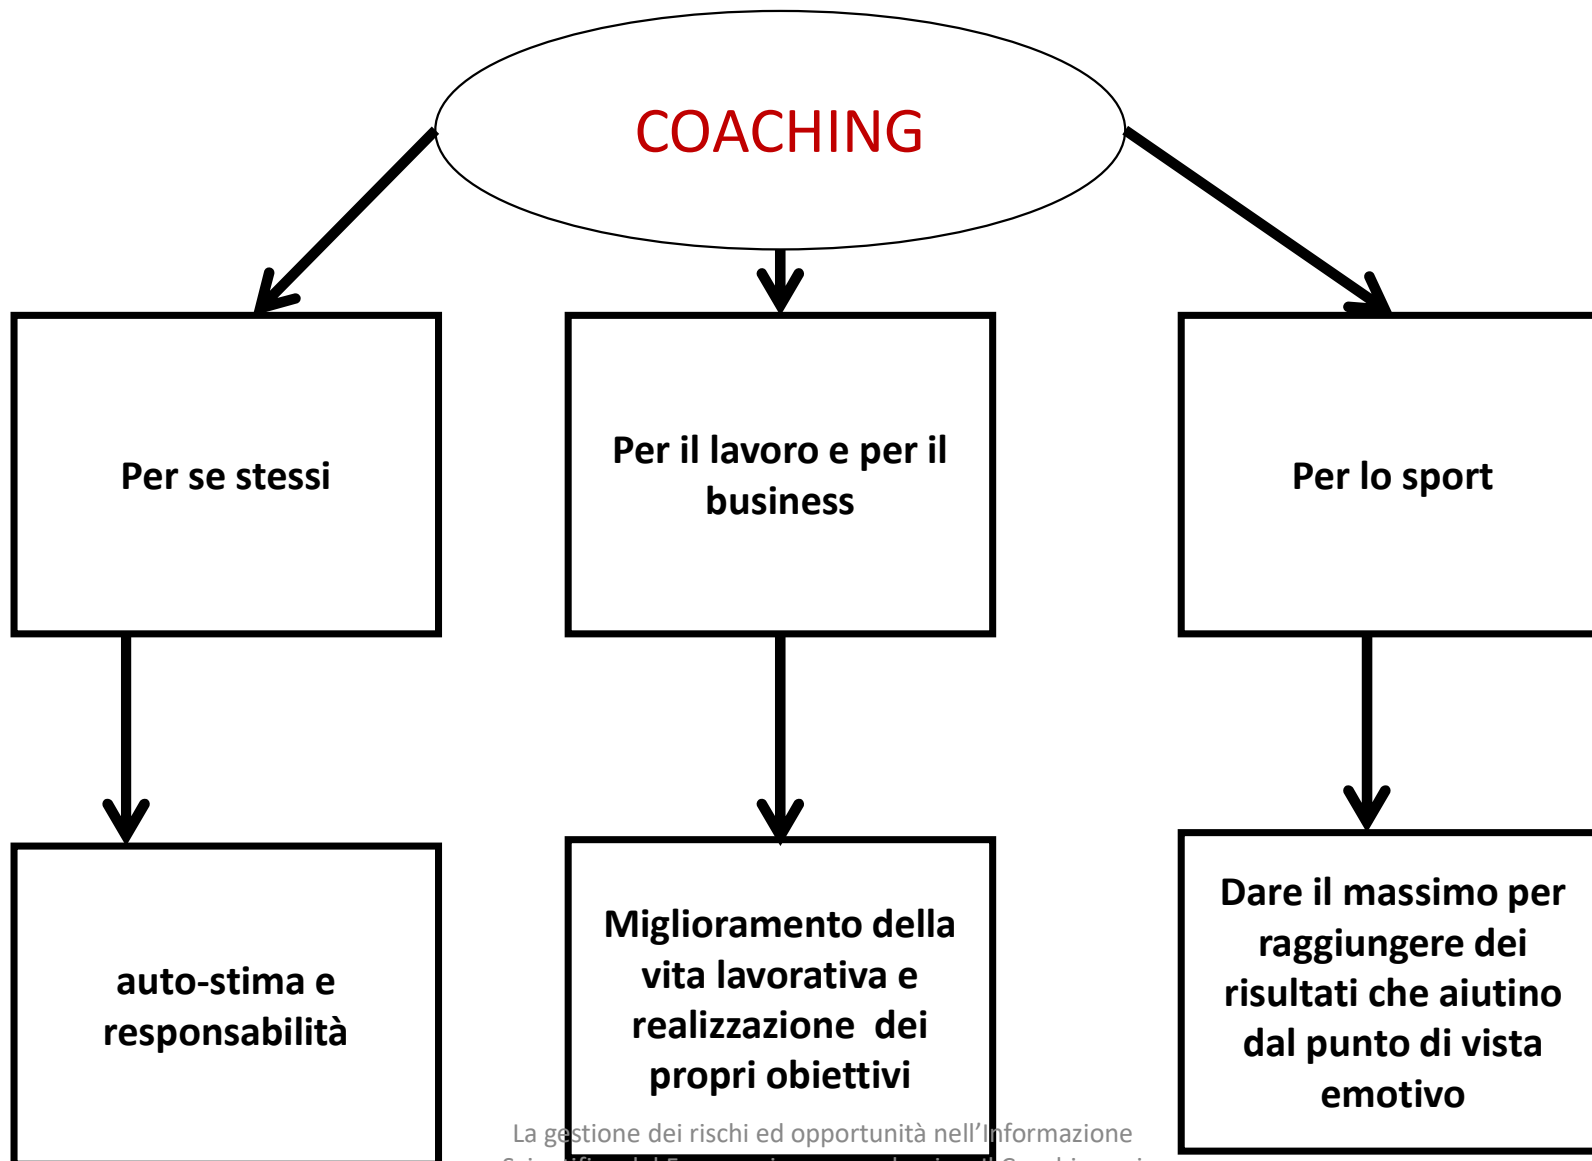 COACHING
Per se stessi
Per il lavoro e per il
business
Per lo sport
auto-stima e
responsabilità
Miglioramento della
vita lavorativa e
realizzazione dei
propri obiettivi
Dare il massimo per
raggiungere dei
risultati che aiutino
dal punto di vista
emotivo
La gestione dei rischi ed opportunità nell'Informazione